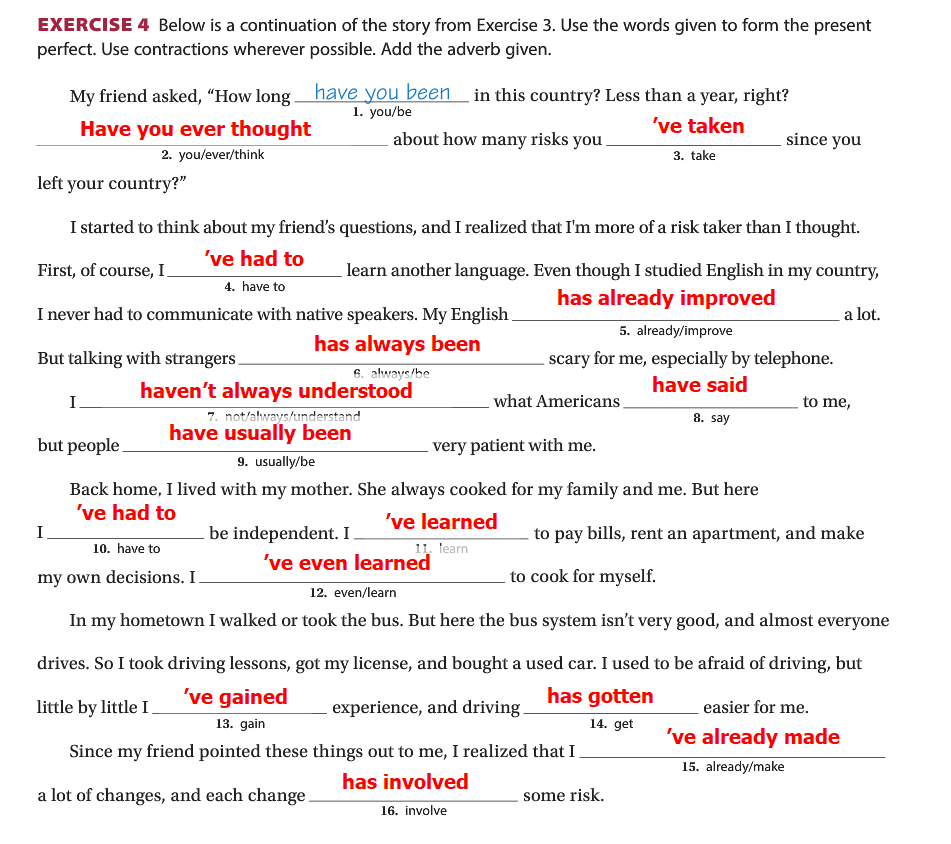 EXERCISE 4 Below is a continuation of the story from Exercise 3. Use the words given to form the present
perfect. Use contractions wherever possible. Add the adverb given.
My friend asked, “How long have you been in this country? Less than a year, right?
1. you/be
Have you ever thought about how many risks you ’ve taken since you
2. you/ever/think 3. take
left your country?”
I started to think about my friend’s questions, and I realized that I'm more of a risk taker than I thought.
First, of course, I ’ve had to learn another language. Even though I studied English in my country,
4. have to
I never had to communicate with native speakers. My English has already improved a lot.
5. already/improve
But talking with strangers has always been scary for me, especially by telephone.
6. always/be
I haven’t always understood what Americans have said to me,
7. not/always/understand 8. say
but people have usually been very patient with me.
9. usually/be
Back home, I lived with my mother. She always cooked for my family and me. But here
I ’ve had to be independent. I ’ve learned to pay bills, rent an apartment, and make
10. have to 11. learn
my own decisions. I ’ve even learned to cook for myself.
12. even/learn
In my hometown I walked or took the bus. But here the bus system isn’t very good, and almost everyone
drives. So I took driving lessons, got my license, and bought a used car. I used to be afraid of driving, but
little by little I ’ve gained experience, and driving has gotten easier for me.
13. gain 14. get
Since my friend pointed these things out to me, I realized that I ’ve already made
15. already/make
a lot of changes, and each change has involved some risk.
16. involve